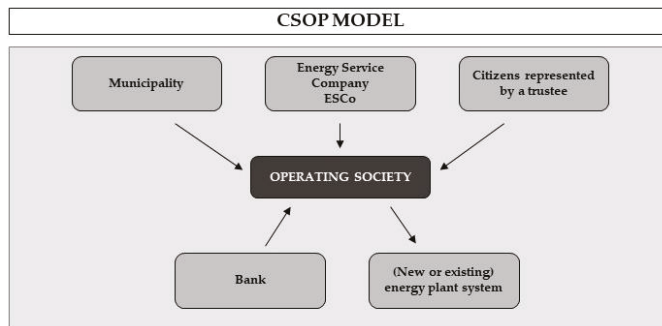 CSOP MODEL
Municipality
Energy Service
Company
ESCo
Citizens represented
by a trustee
OPERATING SOCIETY
Bank
(New or existing)
energy plant system